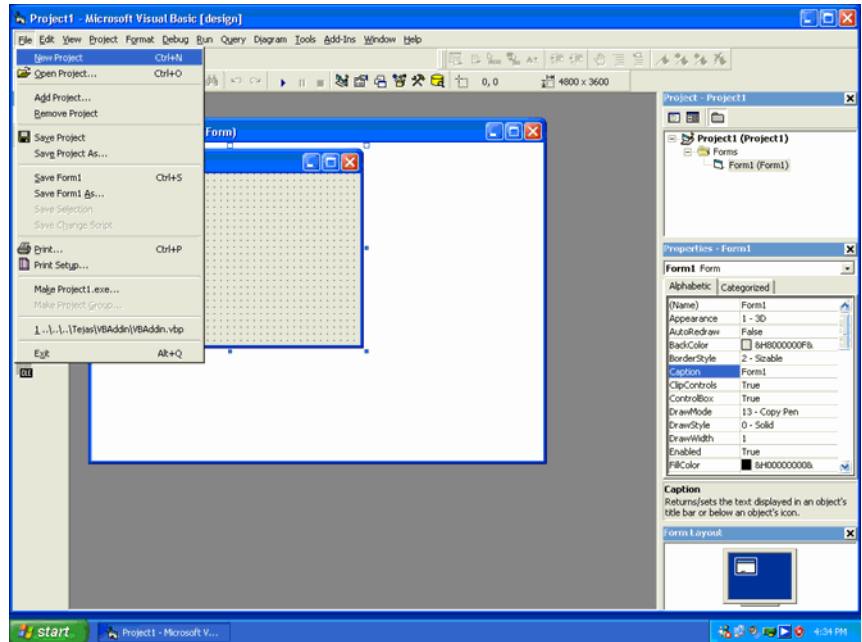 Project1 - Microsoft Visual Basic [design]
File Edit View Project Format Debug Run Query Diagram Tools Add-Ins Window Help
New Project Ctrl+N
Open Project... Ctrl+O
Add Project...
Remove Project
Save Project
Save Project As...
Save Form1 Ctrl+S
Save Form1 As...
Save Selection
Save Change Script
Print... Ctrl+P
Print Setup...
Make Project1.exe...
Make Project Group...
1 ..\..\..\Tejas\VBAddin\VBAddin.vbp
Exit Alt+Q
0, 0
4800 x 3600
Form)
Project - Project1
Project1 (Project1)
Forms
Form1 (Form1)
Properties - Form1
Form1 Form
Alphabetic Categorized
(Name) Form1
Appearance 1 - 3D
AutoRedraw False
BackColor &H8000000F&
BorderStyle 2 - Sizable
Caption Form1
ClipControls True
ControlBox True
DrawMode 13 - Copy Pen
DrawStyle 0 - Solid
DrawWidth 1
Enabled True
FillColor &H00000000&
Caption
Returns/sets the text displayed in an object's
title bar or below an object's icon.
Form Layout
start
Project1 - Microsoft V...
4:34 PM